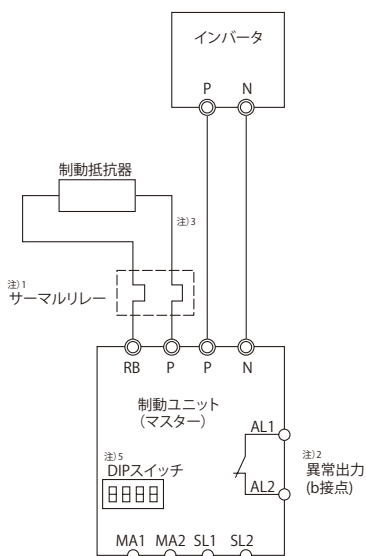 インバータ
P N
制動抵抗器
注)3
注)1
サーマルリレー
RB P P N
制動ユニット
(マスター)
注)5
DIPスイッチ
AL1
AL2
注)2
異常出力
(b接点)
MA1 MA2 SL1 SL2